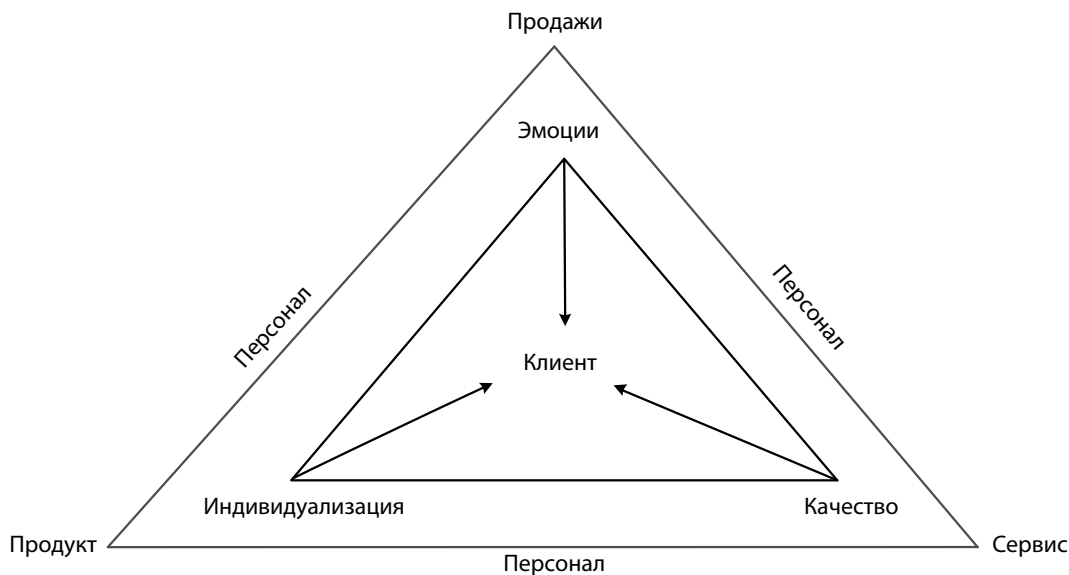 Продажи
Эмоции
Персонал
Персонал
Клиент
Индивидуализация
Качество
Продукт
Сервис
Персонал